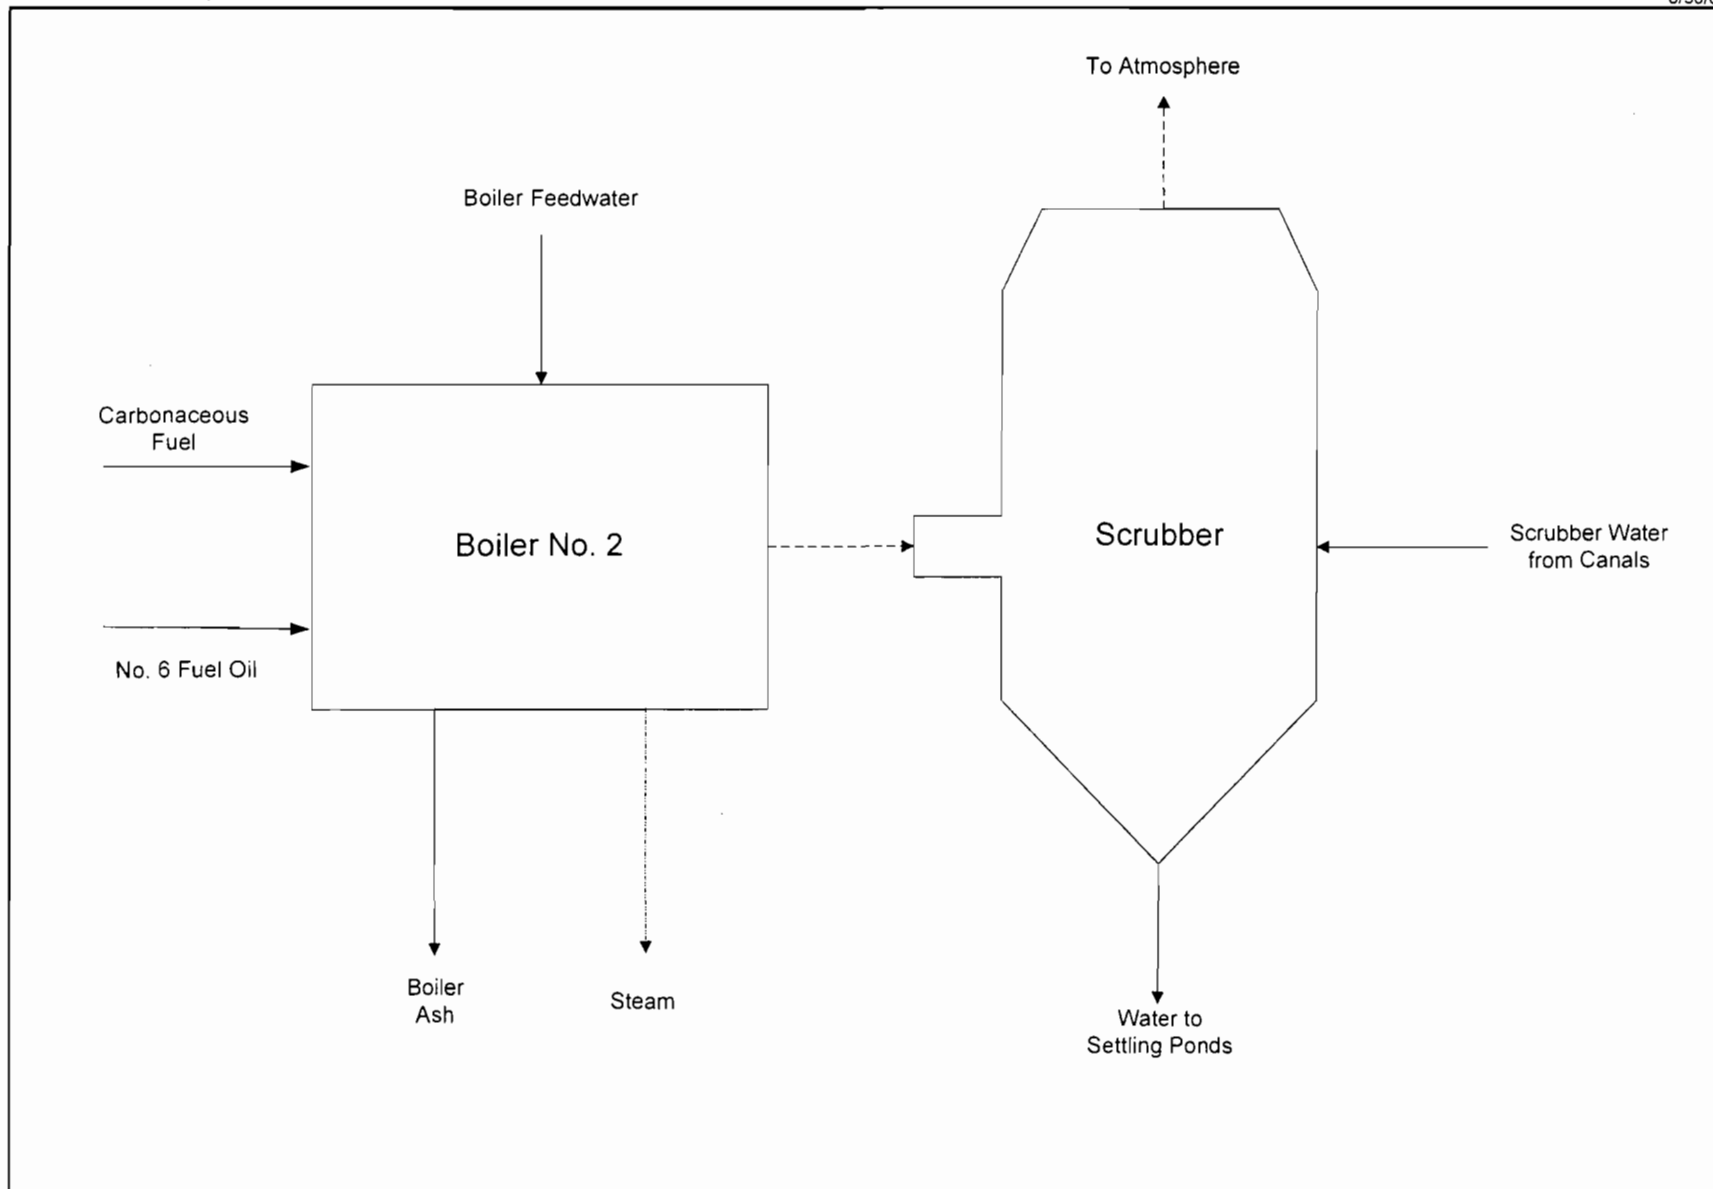 To Atmosphere
Boiler Feedwater
Carbonaceous
Fuel
Boiler No. 2
Scrubber
Scrubber Water
from Canals
No. 6 Fuel Oil
Boiler
Ash
Steam
Water to
Settling Ponds